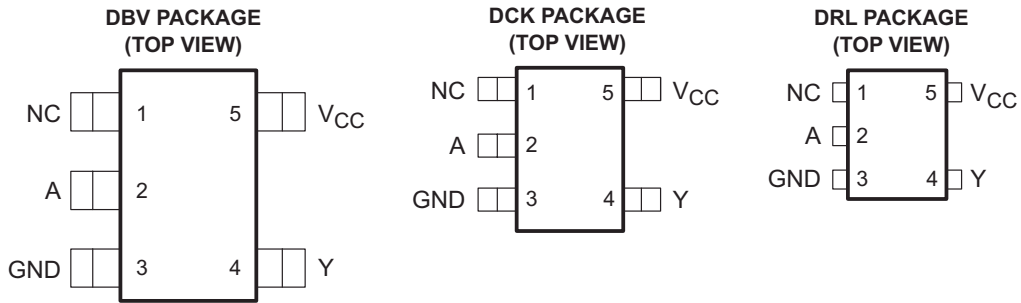 DBV PACKAGE
(TOP VIEW)
NC 1 5 VCC
A 2
GND 3 4 Y
DCK PACKAGE
(TOP VIEW)
NC 1 5 VCC
A 2
GND 3 4 Y
DRL PACKAGE
(TOP VIEW)
NC 1 5 VCC
A 2
GND 3 4 Y